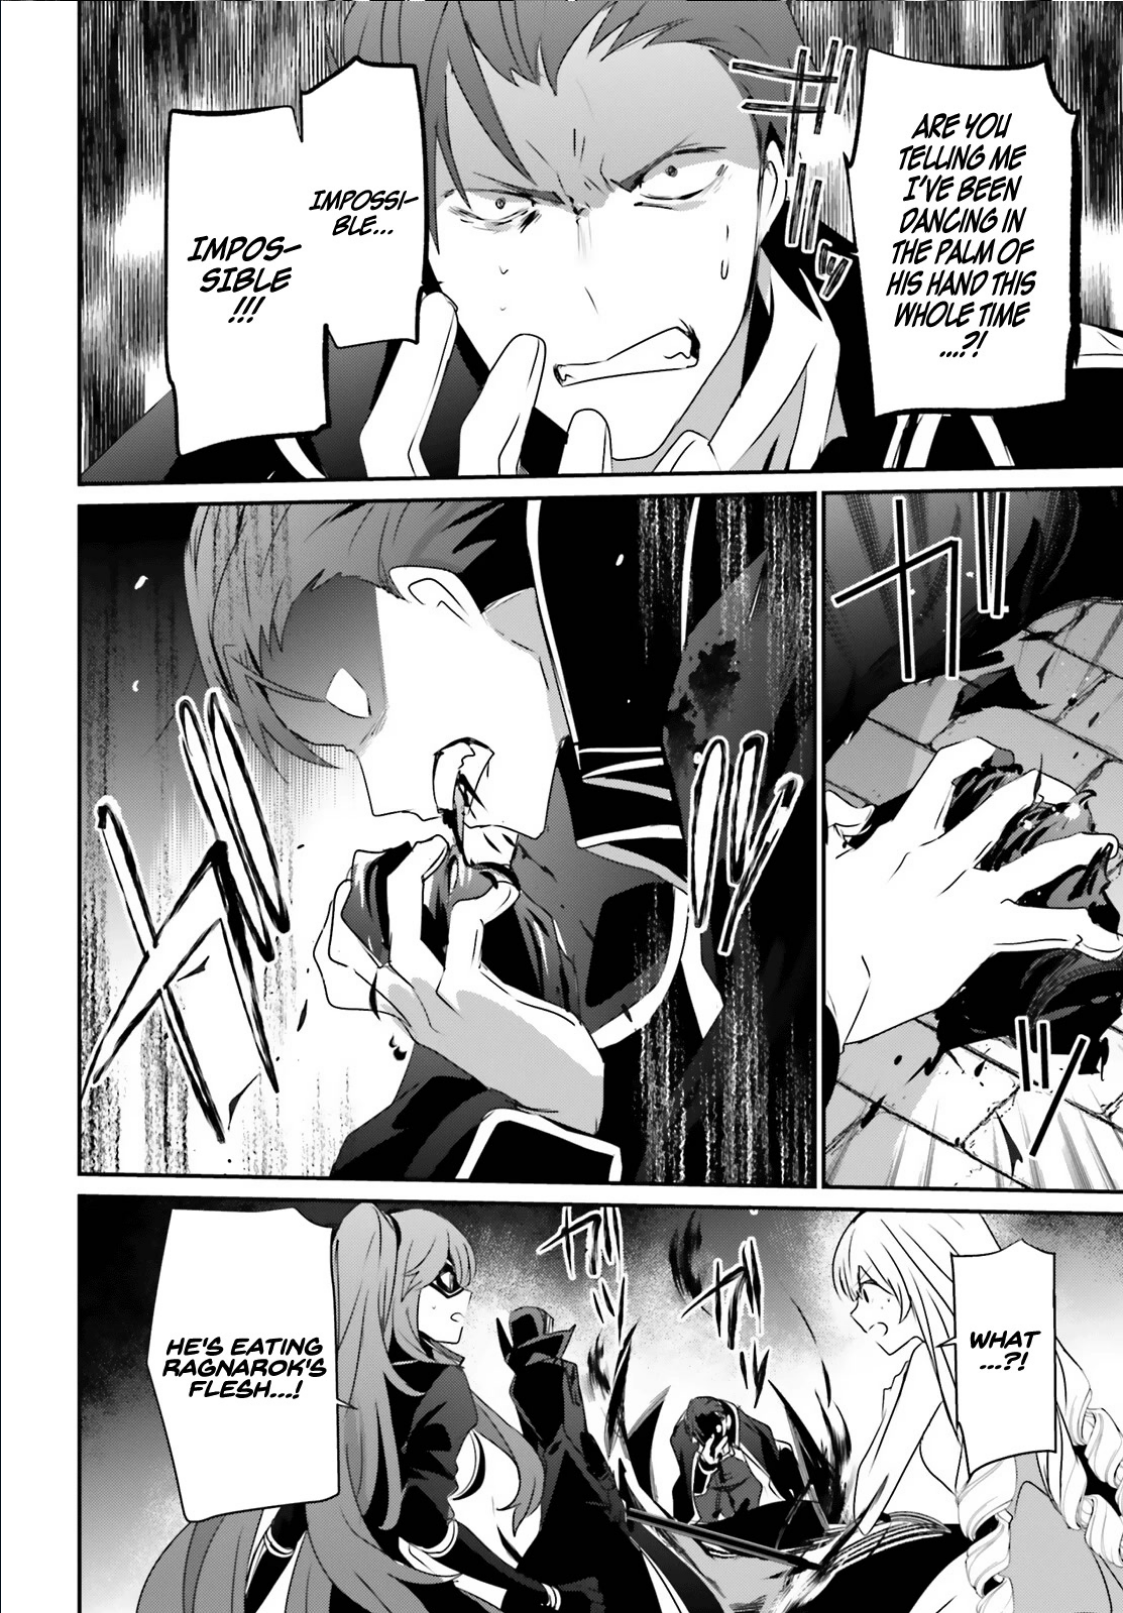 ARE YOU
TELLING ME
I'VE BEEN
DANCING IN
THE PALM OF
HIS HAND THIS
WHOLE TIME
....?!
IMPOSSI-
BLE...
IMPOS-
SIBLE
!!!
WHAT
...?!
HE'S EATING
RAGNAROK'S
FLESH...!